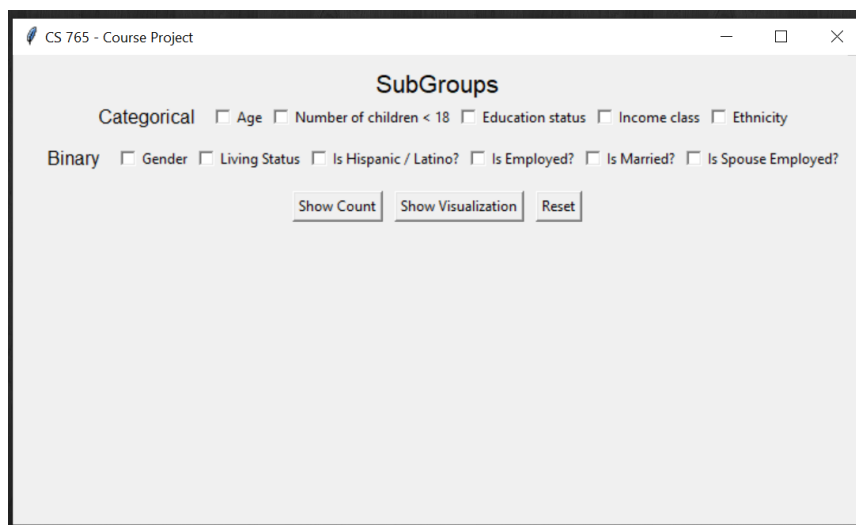 CS 765 - Course Project
SubGroups
Categorical Age Number of children < 18 Education status Income class Ethnicity
Binary Gender Living Status Is Hispanic / Latino? Is Employed? Is Married? Is Spouse Employed?
Show Count Show Visualization Reset